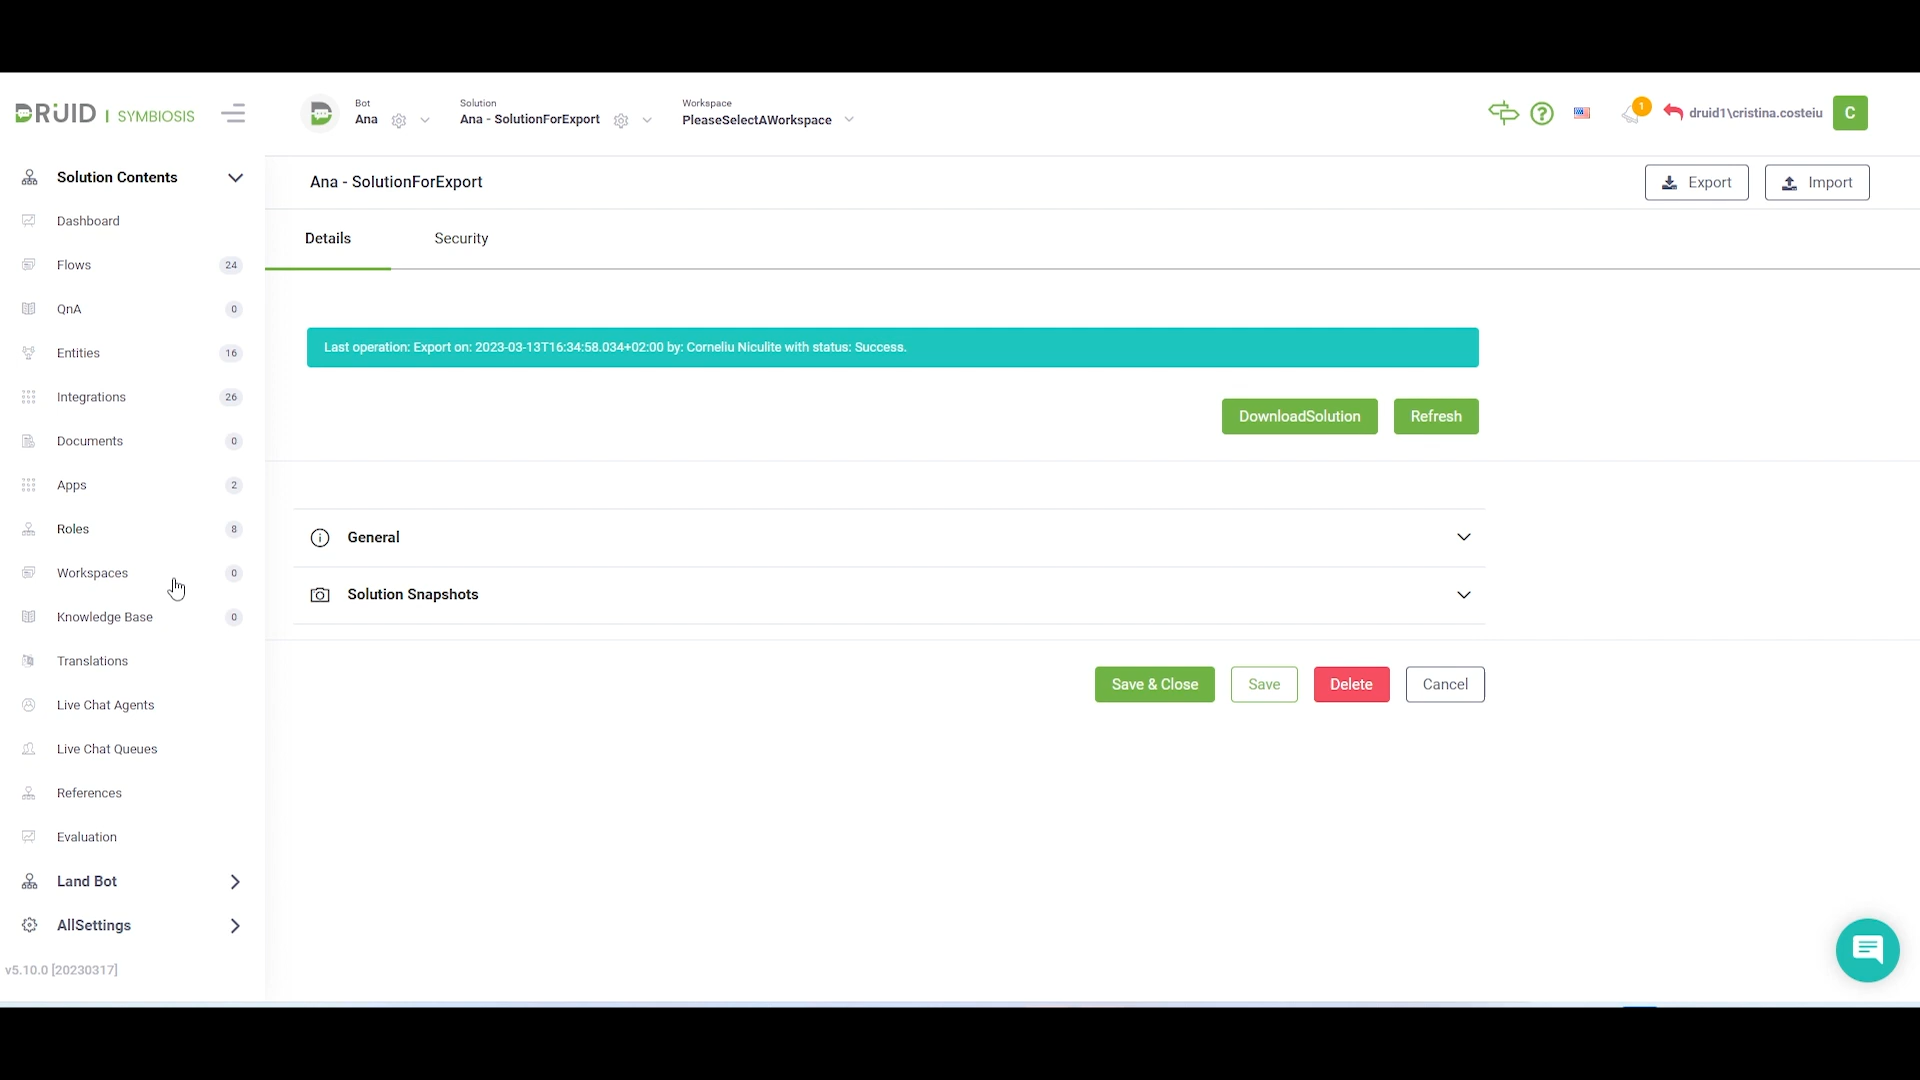 DRUID | SYMBIOSIS
Bot
Ana
Solution
Ana - SolutionForExport
Workspace
PleaseSelectAWorkspace
1
druid1\cristina.costeiu
C
Solution Contents
Dashboard
Flows 24
QnA 0
Entities 16
Integrations 26
Documents 0
Apps 2
Roles 8
Workspaces 0
Knowledge Base 0
Translations
Live Chat Agents
Live Chat Queues
References
Evaluation
Land Bot
AllSettings
v5.10.0 [20230317]
Ana - SolutionForExport
Export
Import
Details
Security
Last operation: Export on: 2023-03-13T16:34:58.034+02:00 by: Corneliu Niculite with status: Success.
DownloadSolution
Refresh
General
Solution Snapshots
Save & Close
Save
Delete
Cancel